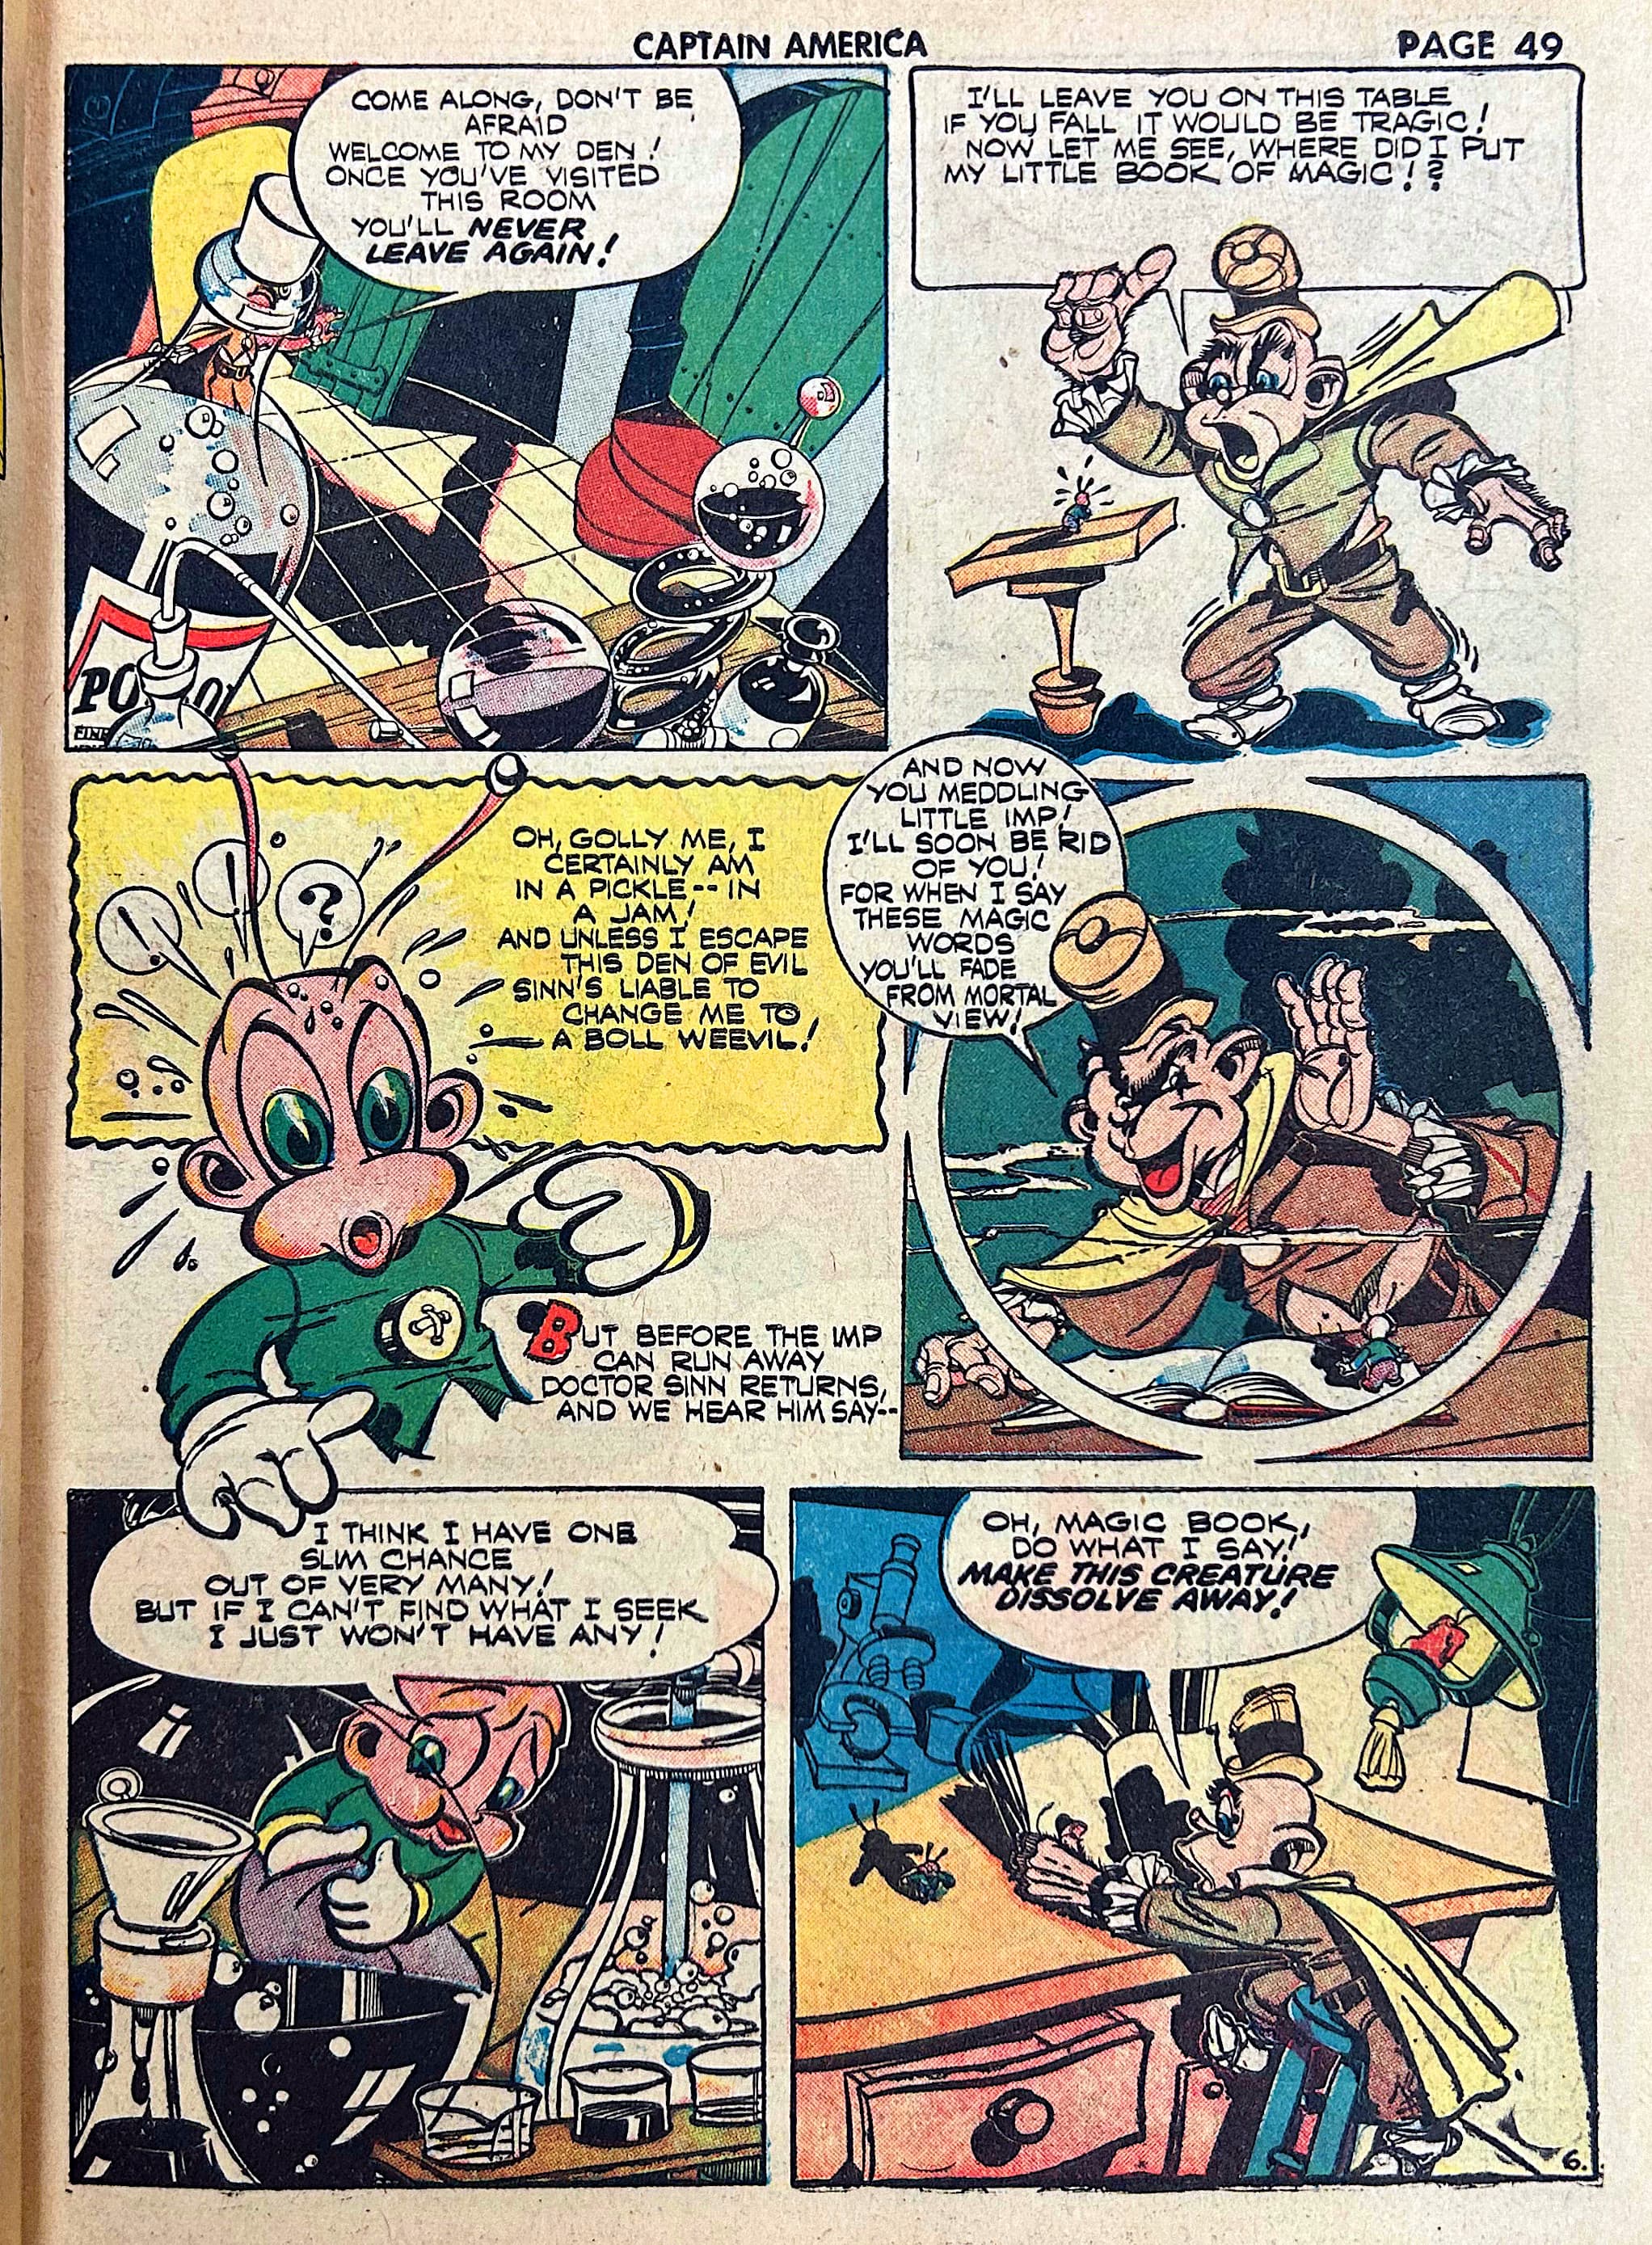 CAPTAIN AMERICA
PAGE 49
COME ALONG, DON'T BE
AFRAID
WELCOME TO MY DEN!
ONCE YOU'VE VISITED
THIS ROOM
YOU'LL NEVER
LEAVE AGAIN!
I'LL LEAVE YOU ON THIS TABLE
IF YOU FALL IT WOULD BE TRAGIC!
NOW LET ME SEE, WHERE DID I PUT
MY LITTLE BOOK OF MAGIC!?
!
!
?
OH, GOLLY ME, I
CERTAINLY AM
IN A PICKLE-- IN
A JAM!
AND UNLESS I ESCAPE
THIS DEN OF EVIL
SINN'S LIABLE TO
CHANGE ME TO
A BOLL WEEVIL!
BUT BEFORE THE IMP
CAN RUN AWAY
DOCTOR SINN RETURNS,
AND WE HEAR HIM SAY--
AND NOW
YOU MEDDLING
LITTLE IMP!
I'LL SOON BE RID
OF YOU!
FOR WHEN I SAY
THESE MAGIC
WORDS
YOU'LL FADE
FROM MORTAL
VIEW!
I THINK I HAVE ONE
SLIM CHANCE
OUT OF VERY MANY!
BUT IF I CAN'T FIND WHAT I SEEK
I JUST WON'T HAVE ANY!
OH, MAGIC BOOK,
DO WHAT I SAY!
MAKE THIS CREATURE
DISSOLVE AWAY!
6.